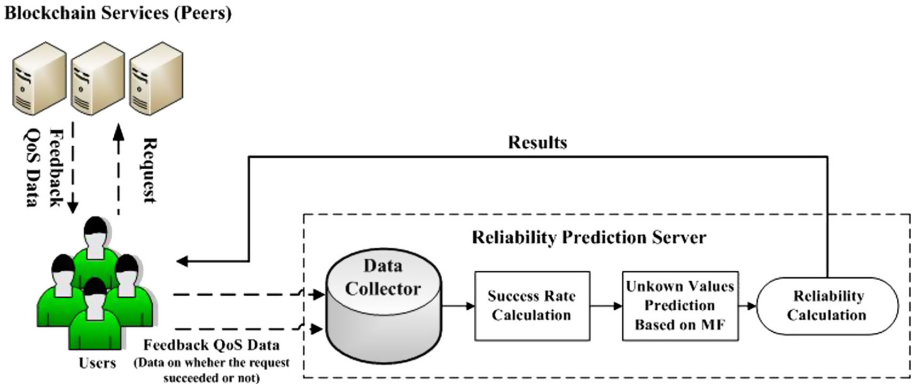 Blockchain Services (Peers)
Feedback
QoS Data
Request
Results
Reliability Prediction Server
Data
Collector
Success Rate
Calculation
Unkown Values
Prediction
Based on MF
Reliability
Calculation
Users
Feedback QoS Data
(Data on wheher the request
succeeded or not)